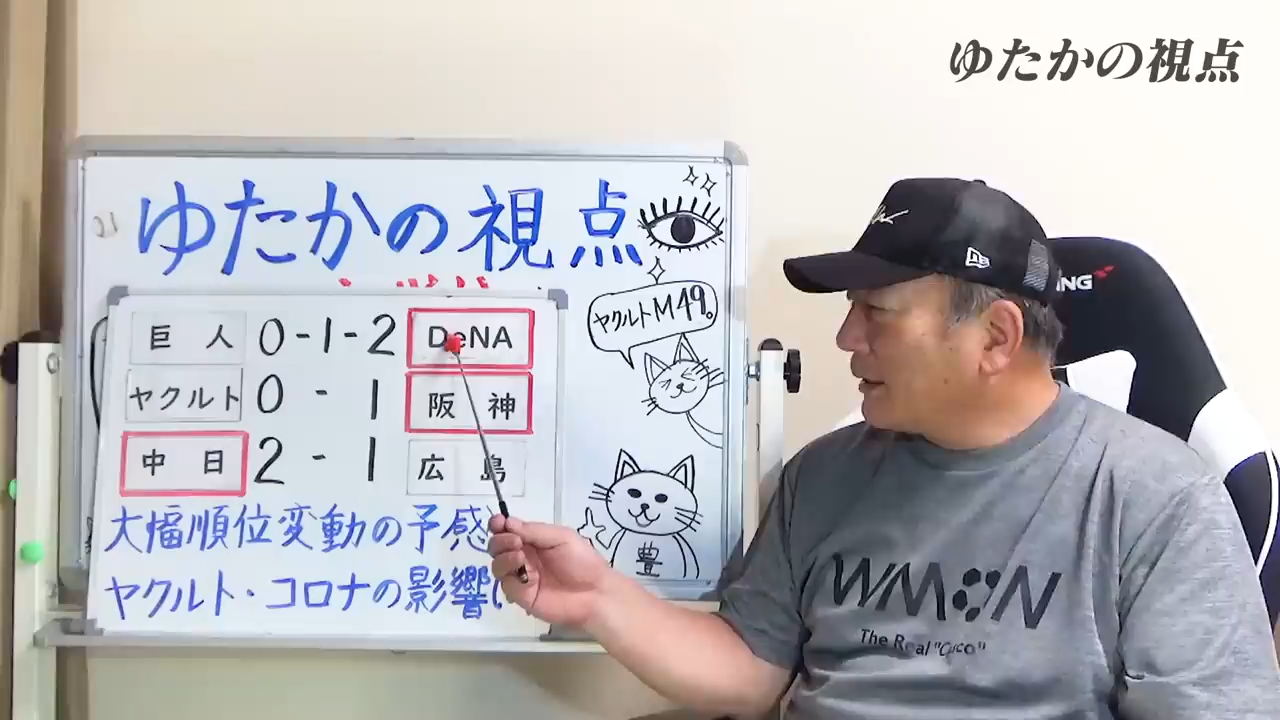 ゆたかの視点
ゆたかの視点
ヤクルトM49。
巨人 0-1-2 DeNA
ヤクルト 0-1 阪神
中日 2-1 広島
大幅順位変動の予感
ヤクルト・コロナの影響
豊
WMN
The Real "Coco"